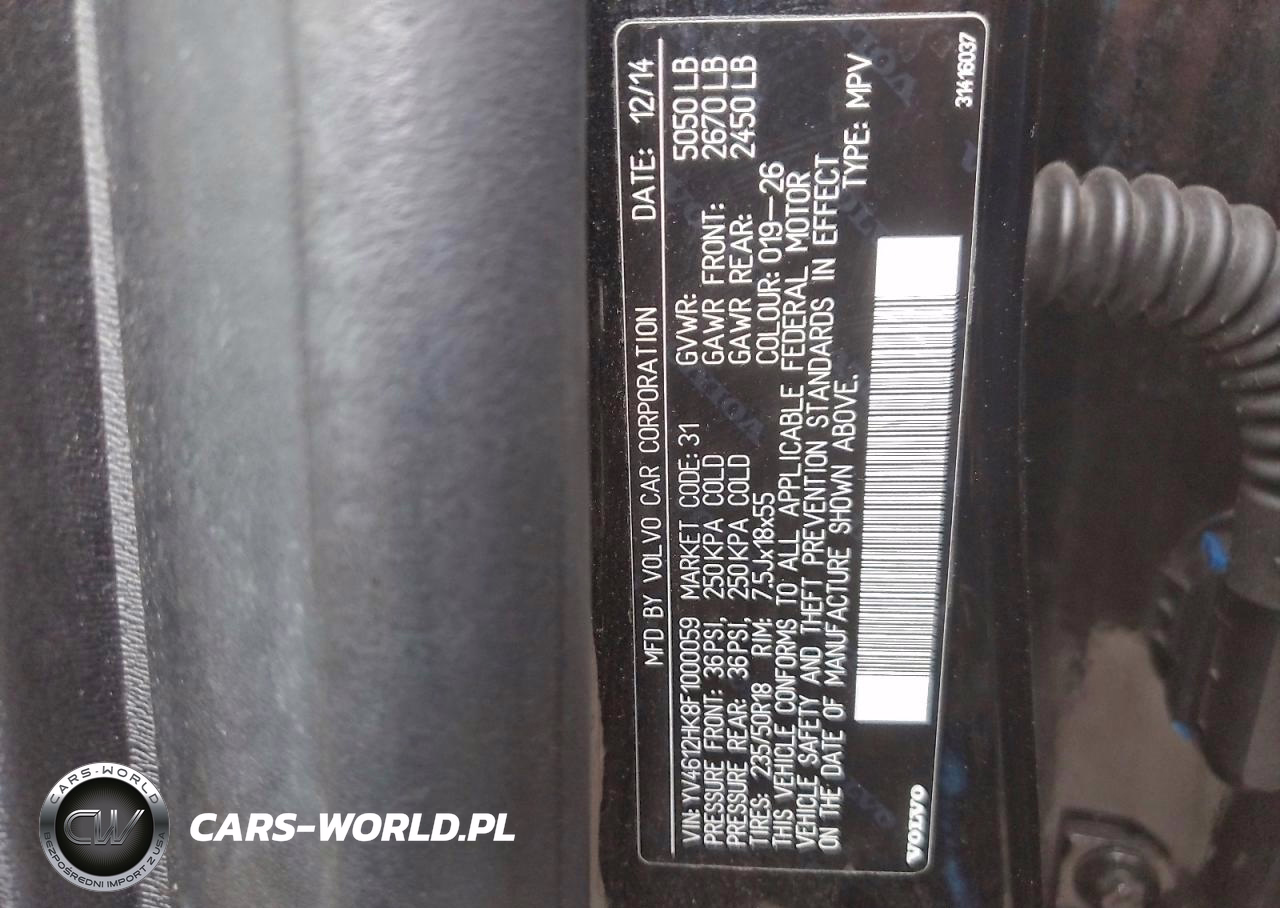 MFD BY VOLVO CAR CORPORATION DATE: 12/14
VIN: YV4612HK8F1000059 MARKET CODE: 31 GVWR: 5050 LB
PRESSURE FRONT: 36PSI, 250KPA COLD GAWR FRONT: 2670 LB
PRESSURE REAR: 36PSI, 250KPA COLD GAWR REAR: 2450 LB
TIRES: 235/50R18 RIM: 7.5Jx18x55 COLOUR: 019-26
THIS VEHICLE CONFORMS TO ALL APPLICABLE FEDERAL MOTOR
VEHICLE SAFETY AND THEFT PREVENTION STANDARDS IN EFFECT
ON THE DATE OF MANUFACTURE SHOWN ABOVE. TYPE: MPV
VOLVO 31416037
CARS-WORLD
CW
BEZPOŚREDNI IMPORT Z USA
CARS-WORLD.PL